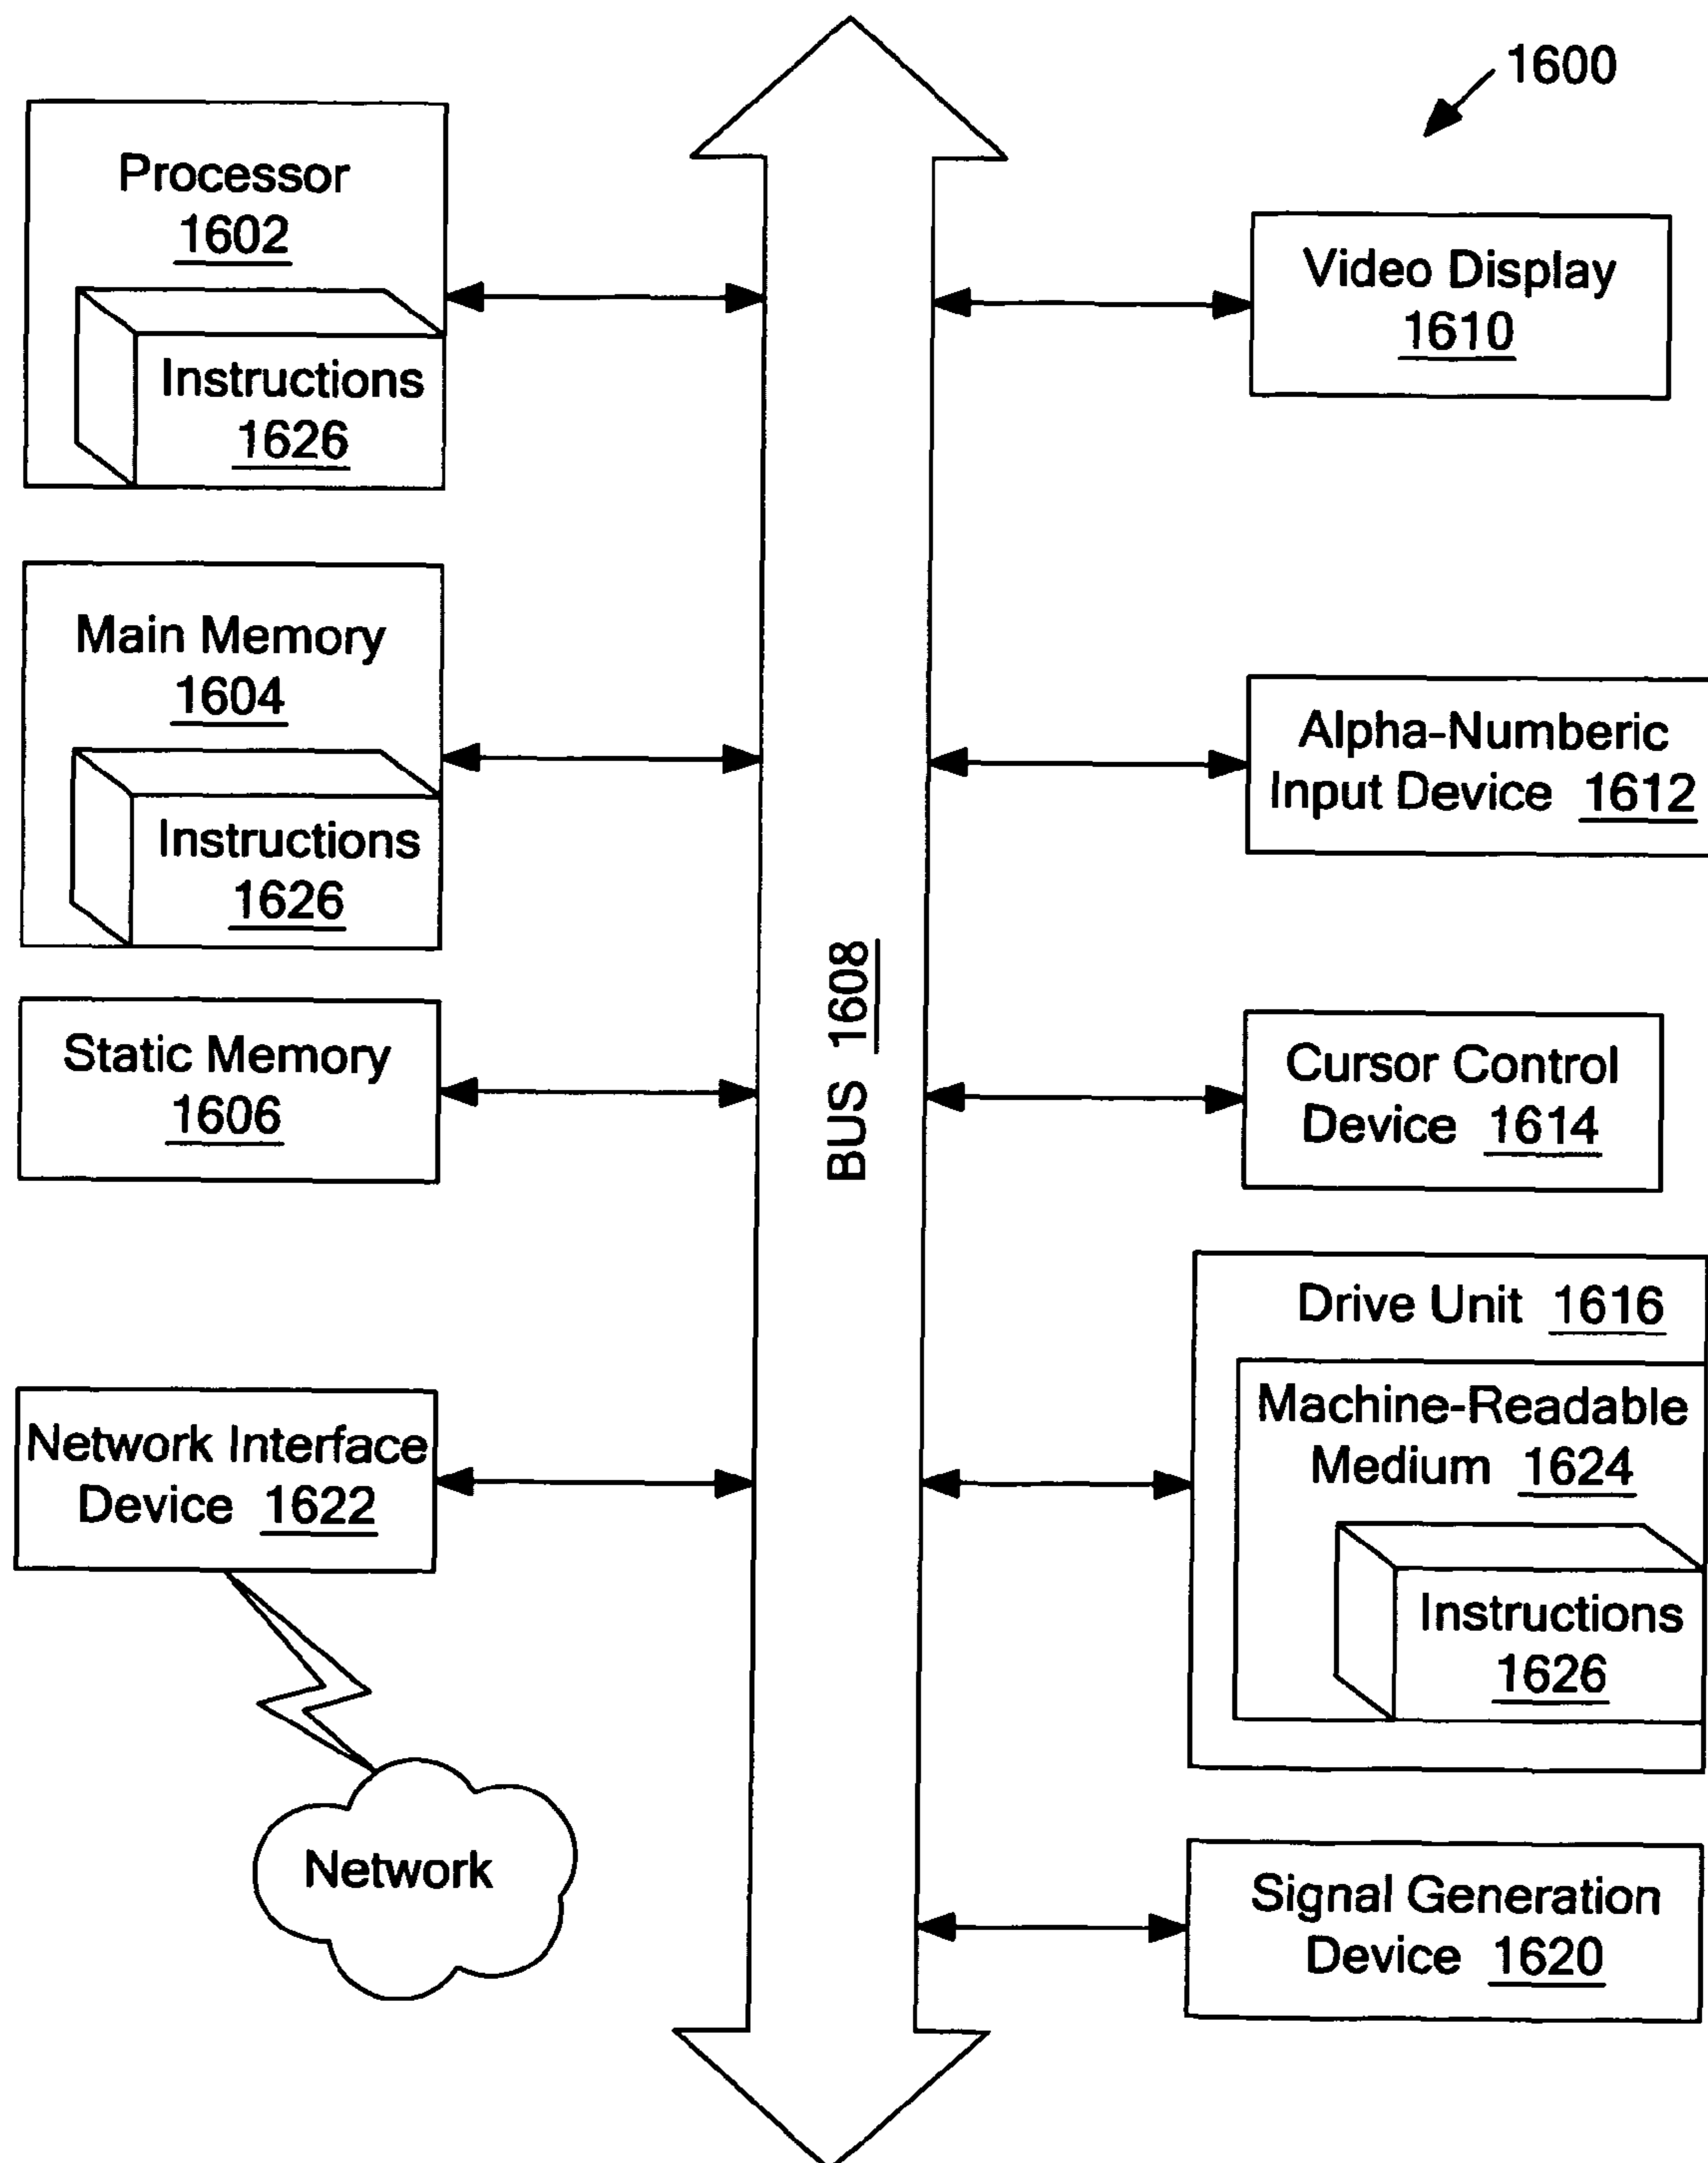 1600
Processor
1602
Instructions
1626
Main Memory
1604
Instructions
1626
Static Memory
1606
Network Interface
Device 1622
Network
BUS 1608
Video Display
1610
Alpha-Numberic
Input Device 1612
Cursor Control
Device 1614
Drive Unit 1616
Machine-Readable
Medium 1624
Instructions
1626
Signal Generation
Device 1620